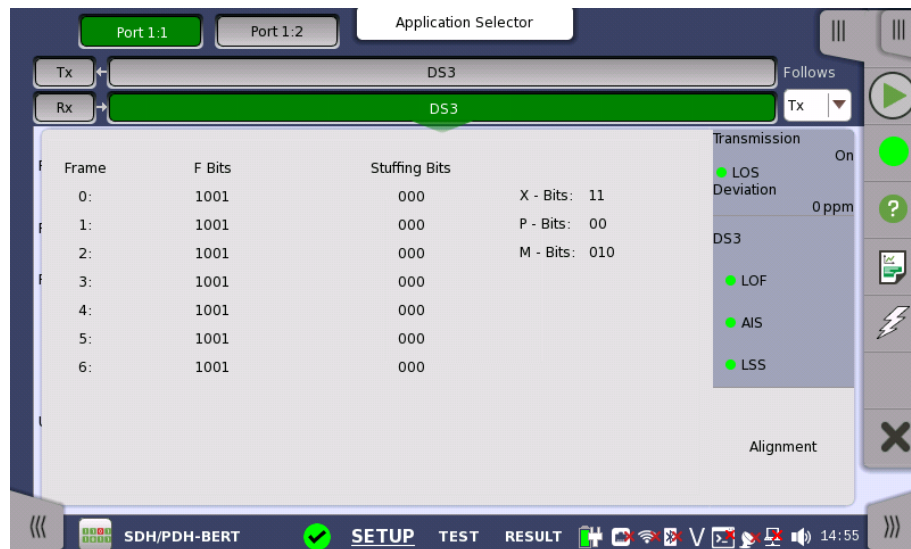 Port 1:1
Port 1:2
Application Selector
Tx
DS3
Follows
Rx
DS3
Tx
Frame F Bits Stuffing Bits
0: 1001 000 X - Bits: 11
1: 1001 000 P - Bits: 00
2: 1001 000 M - Bits: 010
3: 1001 000
4: 1001 000
5: 1001 000
6: 1001 000
Transmission
On
LOS
Deviation
0 ppm
DS3
LOF
AIS
LSS
Alignment
SDH/PDH-BERT
SETUP
TEST
RESULT
V
14:55